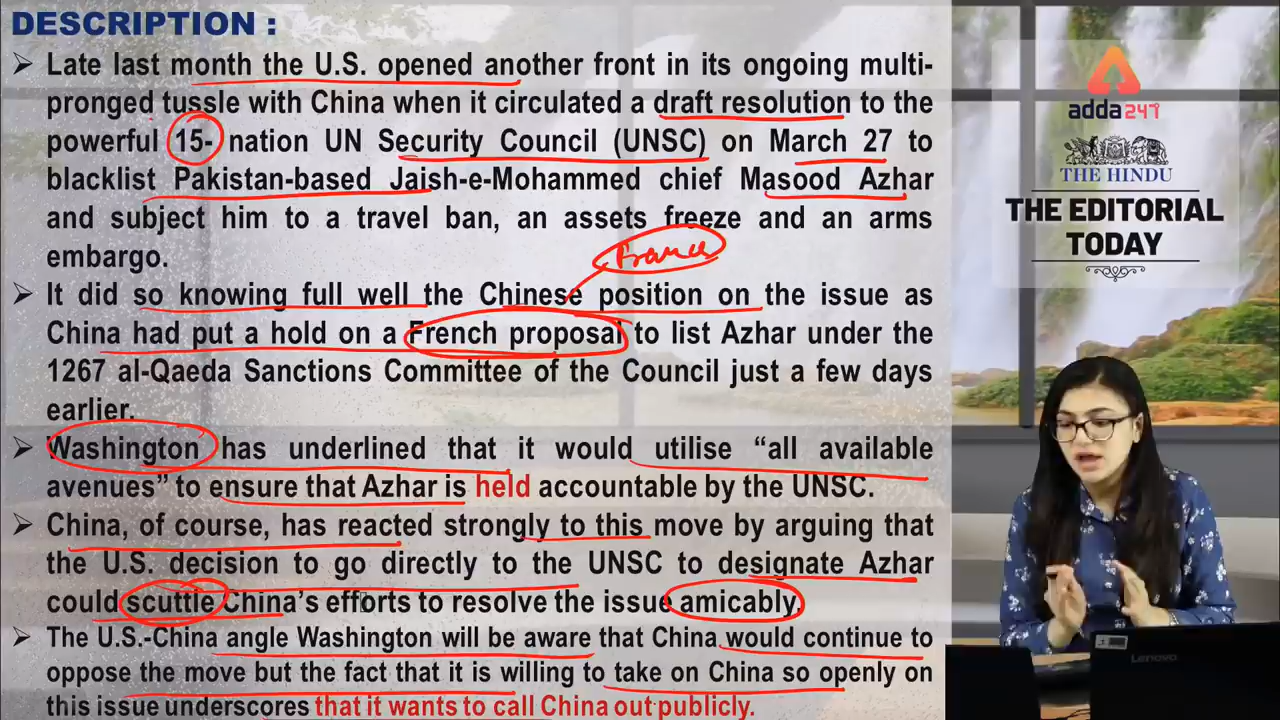 DESCRIPTION :
➢ Late last month the U.S. opened another front in its ongoing multi-
pronged tussle with China when it circulated a draft resolution to the
powerful 15- nation UN Security Council (UNSC) on March 27 to
blacklist Pakistan-based Jaish-e-Mohammed chief Masood Azhar
and subject him to a travel ban, an assets freeze and an arms
embargo.
France
➢ It did so knowing full well the Chinese position on the issue as
China had put a hold on a French proposal to list Azhar under the
1267 al-Qaeda Sanctions Committee of the Council just a few days
earlier.
➢ Washington has underlined that it would utilise “all available
avenues” to ensure that Azhar is held accountable by the UNSC.
➢ China, of course, has reacted strongly to this move by arguing that
the U.S. decision to go directly to the UNSC to designate Azhar
could scuttle China’s efforts to resolve the issue amicably.
➢ The U.S.-China angle Washington will be aware that China would continue to
oppose the move but the fact that it is willing to take on China so openly on
this issue underscores that it wants to call China out publicly.
adda247
THE HINDU
THE EDITORIAL
TODAY
Lenovo